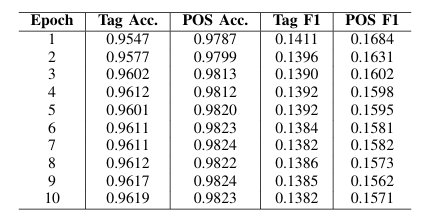 Epoch Tag Acc. POS Acc. Tag F1 POS F1
1 0.9547 0.9787 0.1411 0.1684
2 0.9577 0.9799 0.1396 0.1631
3 0.9602 0.9813 0.1390 0.1602
4 0.9612 0.9812 0.1392 0.1598
5 0.9601 0.9820 0.1392 0.1595
6 0.9611 0.9823 0.1384 0.1581
7 0.9611 0.9824 0.1382 0.1582
8 0.9612 0.9822 0.1386 0.1573
9 0.9617 0.9824 0.1385 0.1562
10 0.9619 0.9823 0.1382 0.1571